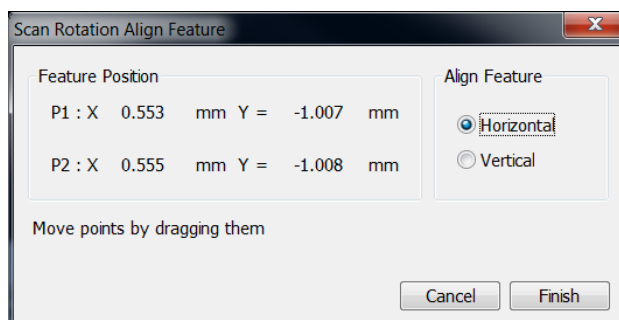 Scan Rotation Align Feature
Feature Position
P1 : X 0.553 mm Y = -1.007 mm
P2 : X 0.555 mm Y = -1.008 mm
Align Feature
Horizontal
Vertical
Move points by dragging them
Cancel Finish